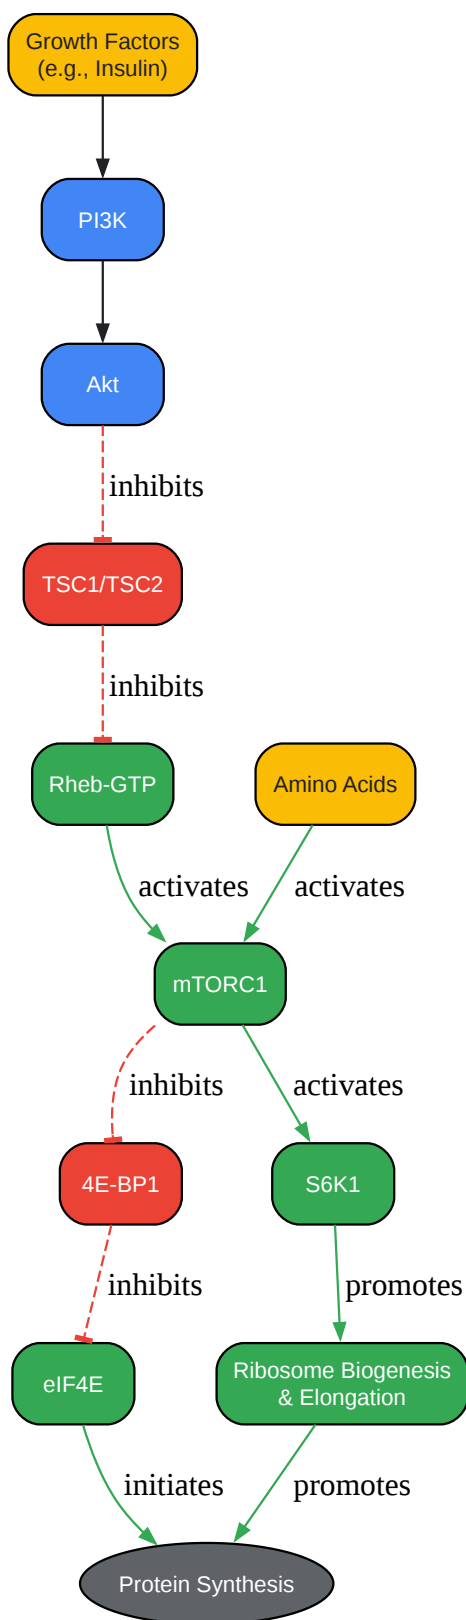 Growth Factors
(e.g., Insulin)
PI3K
Akt
inhibits
TSC1/TSC2
inhibits
Rheb-GTP
Amino Acids
activates
activates
mTORC1
inhibits
activates
4E-BP1
S6K1
inhibits
promotes
eIF4E
Ribosome Biogenesis
& Elongation
initiates
promotes
Protein Synthesis